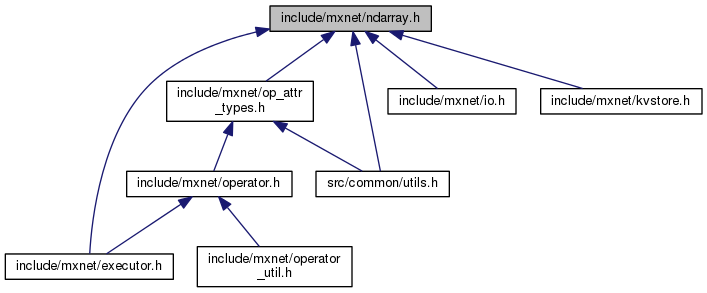 include/mxnet/ndarray.h
include/mxnet/op_attr
_types.h
include/mxnet/io.h
include/mxnet/kvstore.h
include/mxnet/operator.h
src/common/utils.h
include/mxnet/executor.h
include/mxnet/operator
_util.h